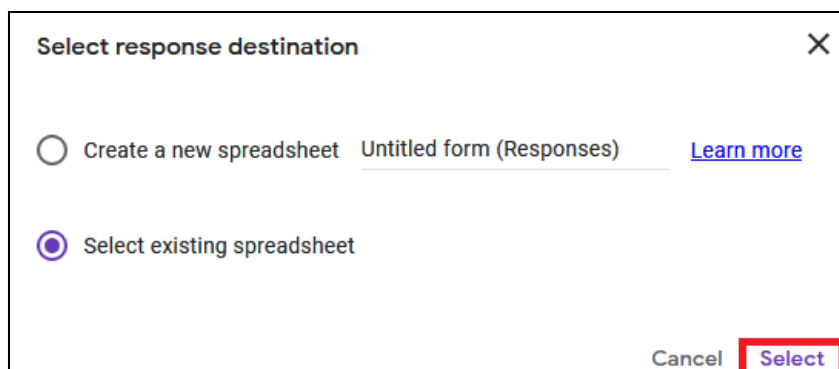 Select response destination
Create a new spreadsheet Untitled form (Responses) Learn more
Select existing spreadsheet
Cancel Select